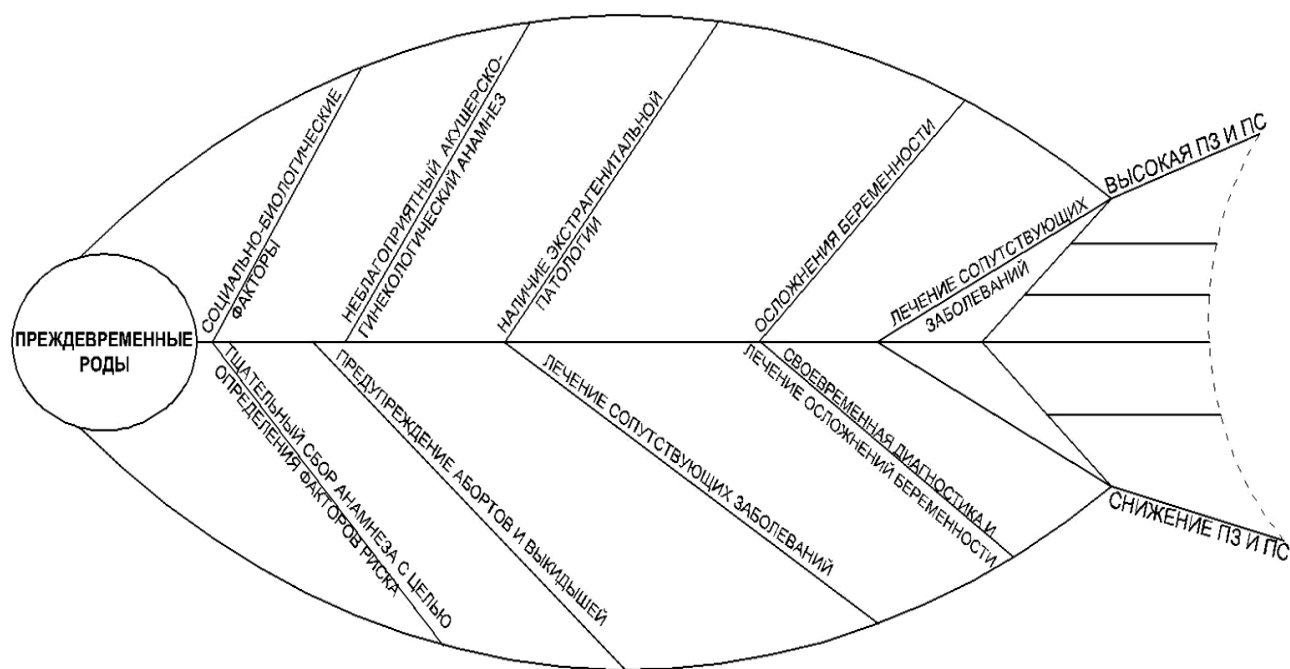 ПРЕЖДЕВРЕМЕННЫЕ
РОДЫ
СОЦИАЛЬНО-БИОЛОГИЧЕСКИЕ
ФАКТОРЫ
НЕБЛАГОПРИЯТНЫЙ АКУШЕРСКО-
ГИНЕКОЛОГИЧЕСКИЙ АНАМНЕЗ
НАЛИЧИЕ ЭКСТРАГЕНИТАЛЬНОЙ
ПАТОЛОГИИ
ОСЛОЖНЕНИЯ БЕРЕМЕННОСТИ
ЛЕЧЕНИЕ СОПУТСТВУЮЩИХ
ЗАБОЛЕВАНИЙ
ВЫСОКАЯ ПЗ И ПС
ТЩАТЕЛЬНЫЙ СБОР АНАМНЕЗА С ЦЕЛЬЮ
ОПРЕДЕЛЕНИЯ ФАКТОРОВ РИСКА
ПРЕДУПРЕЖДЕНИЕ АБОРТОВ И ВЫКИДЫШЕЙ
ЛЕЧЕНИЕ СОПУТСТВУЮЩИХ ЗАБОЛЕВАНИЙ
СВОЕВРЕМЕННАЯ ДИАГНОСТИКА И
ЛЕЧЕНИЕ ОСЛОЖНЕНИЙ БЕРЕМЕННОСТИ
СНИЖЕНИЕ ПЗ И ПС